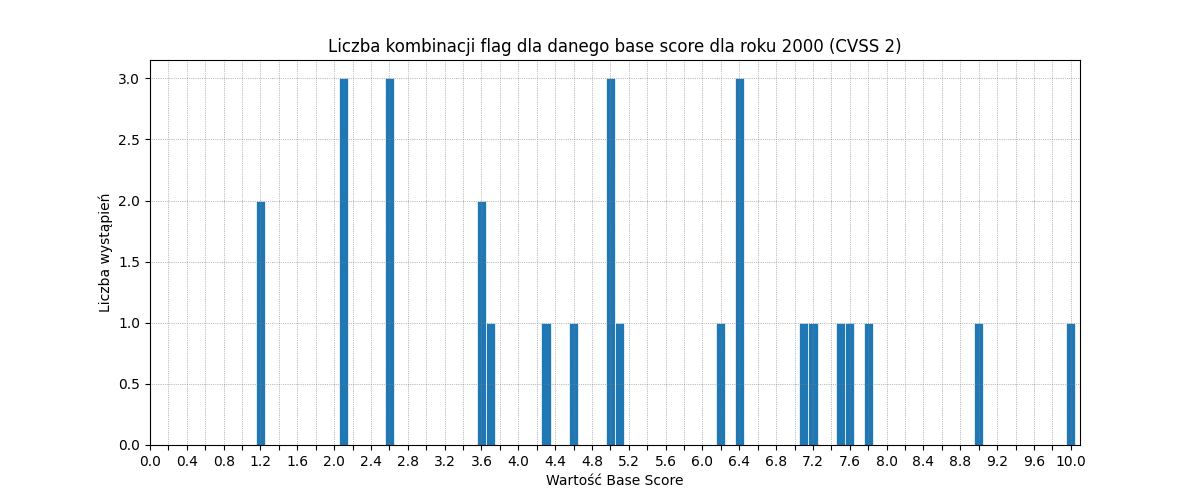 Liczba kombinacji flag dla danego base score dla roku 2000 (CVSS 2)
Liczba wystąpień
3.0
2.5
2.0
1.5
1.0
0.5
0.0
0.0 0.4 0.8 1.2 1.6 2.0 2.4 2.8 3.2 3.6 4.0 4.4 4.8 5.2 5.6 6.0 6.4 6.8 7.2 7.6 8.0 8.4 8.8 9.2 9.6 10.0
Wartość Base Score